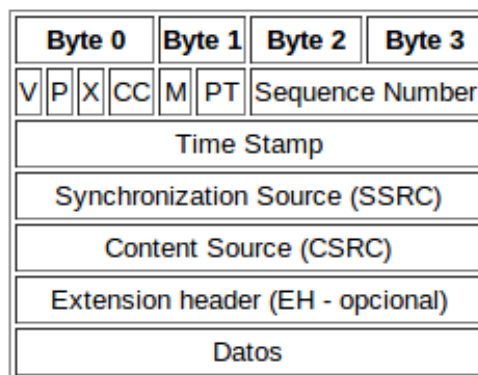 Byte 0 Byte 1 Byte 2 Byte 3
V P X CC M PT Sequence Number
Time Stamp
Synchronization Source (SSRC)
Content Source (CSRC)
Extension header (EH - opcional)
Datos